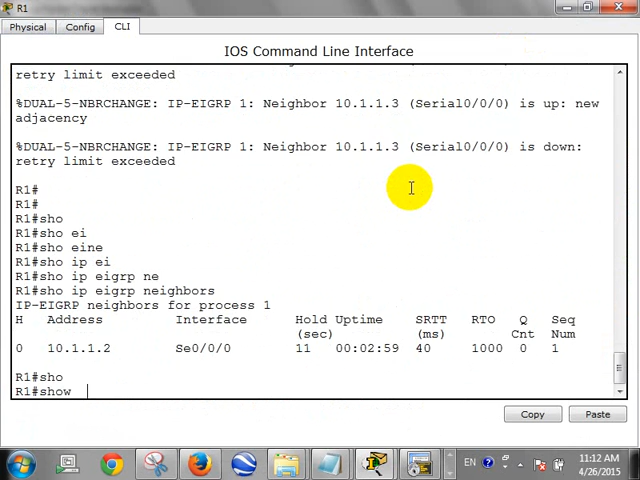 R1
Physical Config CLI
IOS Command Line Interface
retry limit exceeded
%DUAL-5-NBRCHANGE: IP-EIGRP 1: Neighbor 10.1.1.3 (Serial0/0/0) is up: new
adjacency
%DUAL-5-NBRCHANGE: IP-EIGRP 1: Neighbor 10.1.1.3 (Serial0/0/0) is down:
retry limit exceeded
R1#
R1#
R1#sho
R1#sho ei
R1#sho eine
R1#sho ip ei
R1#sho ip eigrp ne
R1#sho ip eigrp neighbors
IP-EIGRP neighbors for process 1
H Address Interface Hold Uptime SRTT RTO Q Seq
(sec) (ms) Cnt Num
0 10.1.1.2 Se0/0/0 11 00:02:59 40 1000 0 1
R1#sho
R1#show
Copy Paste
EN
11:12 AM
4/26/2015